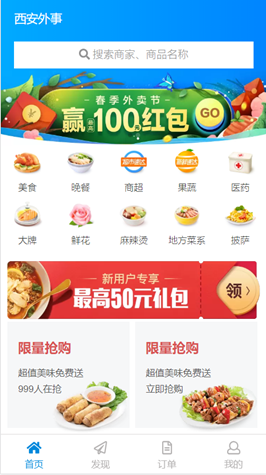 西安外事
搜索商家、商品名称
春季外卖节
赢最高100元红包 GO
美食 晚餐 商超 果蔬 医药
大牌 鲜花 麻辣烫 地方菜系 披萨
新用户专享
最高50元礼包 领
限量抢购 限量抢购
超值美味免费送 超值美味免费送
999人在抢 立即抢购
首页 发现 订单 我的